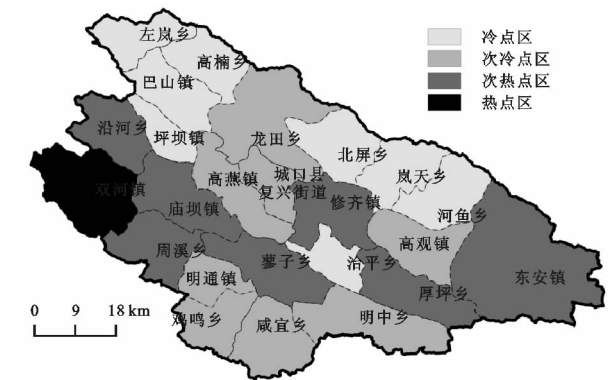 左岚乡
高楠乡
巴山镇
沿河乡
坪坝镇
龙田乡
北屏乡
岚天乡
双河镇
高燕镇
城口县
复兴街道
修齐镇
河鱼乡
庙坝镇
高观镇
周溪乡
蓼子乡
治平乡
东安镇
明通镇
厚坪乡
鸡鸣乡
咸宜乡
明中乡
冷点区
次冷点区
次热点区
热点区
0 9 18 km